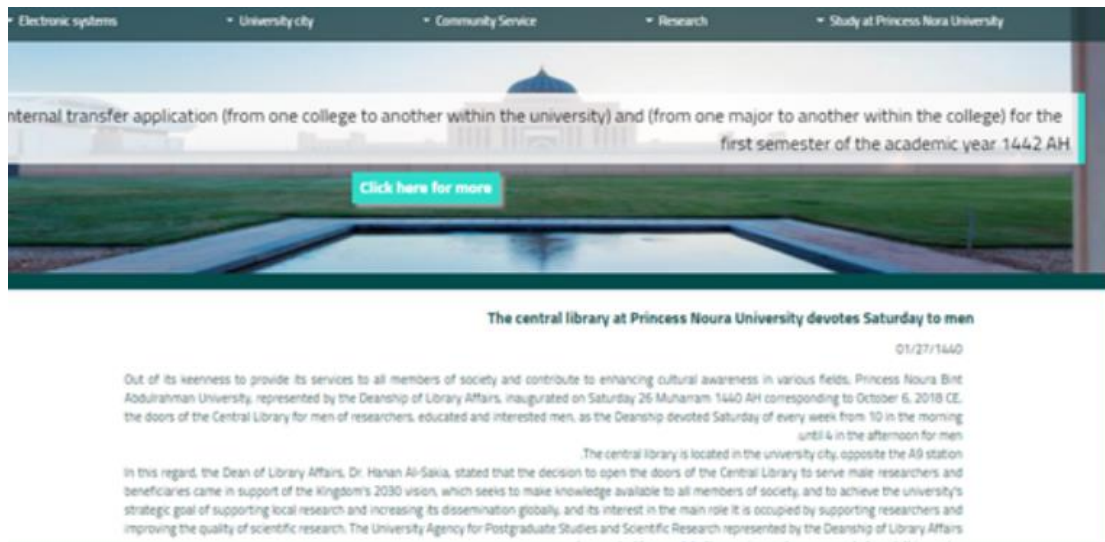 Electronic systems
University city
Community Service
Research
Study at Princess Nora University
nternal transfer application (from one college to another within the university) and (from one major to another within the college) for the
first semester of the academic year 1442 AH
Click here for more
The central library at Princess Noura University devotes Saturday to men
01/27/1440
Out of its keenness to provide its services to all members of society and contribute to enhancing cultural awareness in various fields, Princess Noura Bint
Abdulrahman University, represented by the Deanship of Library Affairs, inaugurated on Saturday 26 Muharram 1440 AH corresponding to October 6, 2018 CE,
the doors of the Central Library for men of researchers, educated and interested men, as the Deanship devoted Saturday of every week from 10 in the morning
.until 4 in the afternoon for men
.The central library is located in the university city, opposite the A9 station
In this regard, the Dean of Library Affairs, Dr. Hanan Al-Sakia, stated that the decision to open the doors of the Central Library to serve male researchers and
beneficiaries came in support of the Kingdom's 2030 vision, which seeks to make knowledge available to all members of society, and to achieve the university's
strategic goal of supporting local research and increasing its dissemination globally, and its interest in the main role it is occupied by supporting researchers and
improving the quality of scientific research. The University Agency for Postgraduate Studies and Scientific Research represented by the Deanship of Library Affairs